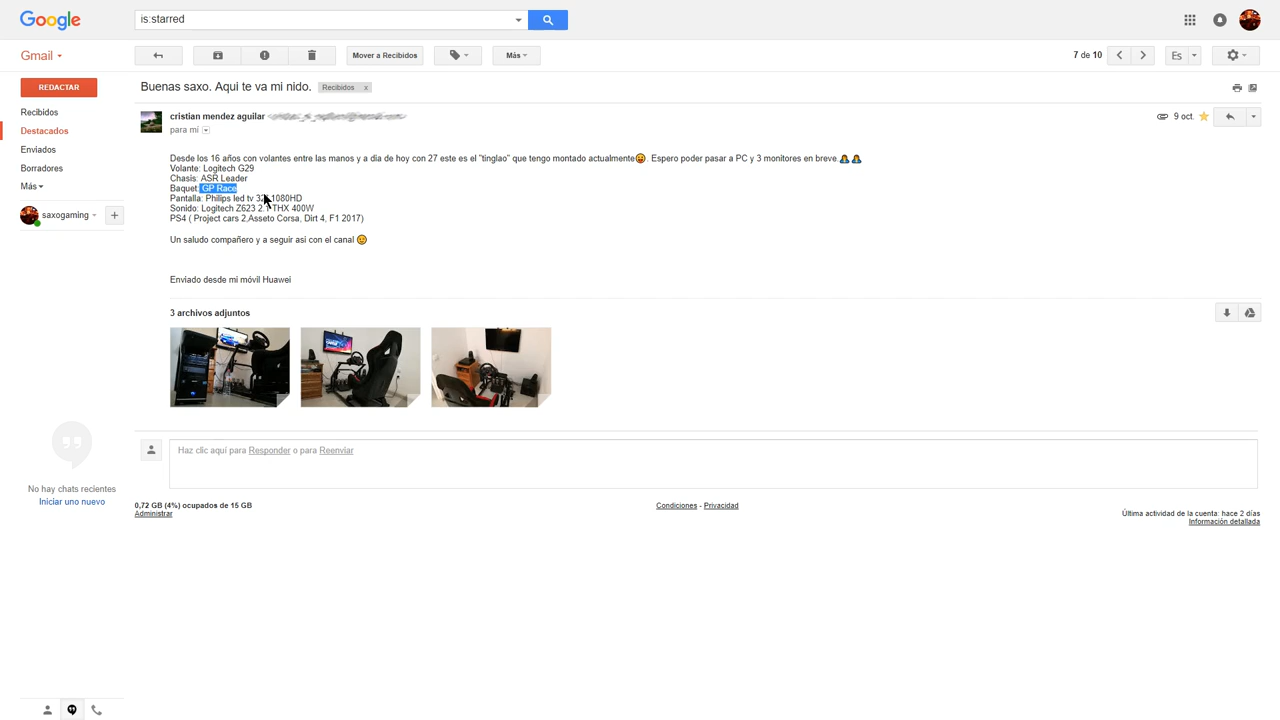 Google
is:starred
Gmail
Mover a Recibidos
Más
7 de 10
Es
REDACTAR
Buenas saxo. Aqui te va mi nido.
Recibidos x
Recibidos
Destacados
Enviados
Borradores
Más
saxogaming
cristian mendez aguilar
9 oct.
para mí
Desde los 16 años con volantes entre las manos y a dia de hoy con 27 este es el "tinglao" que tengo montado actualmente😛. Espero poder pasar a PC y 3 monitores en breve.
Volante: Logitech G29
Chasis: ASR Leader
Baquet: GP Race
Pantalla: Philips led tv 1080HD
Sonido: Logitech Z623 THX 400W
PS4 ( Project cars 2,Asseto Corsa, Dirt 4, F1 2017)
Un saludo compañero y a seguir asi con el canal
Enviado desde mi móvil Huawei
3 archivos adjuntos
Haz clic aquí para Responder o para Reenviar
No hay chats recientes
Iniciar uno nuevo
0,72 GB (4%) ocupados de 15 GB
Administrar
Condiciones - Privacidad
Última actividad de la cuenta: hace 2 días
Información detallada